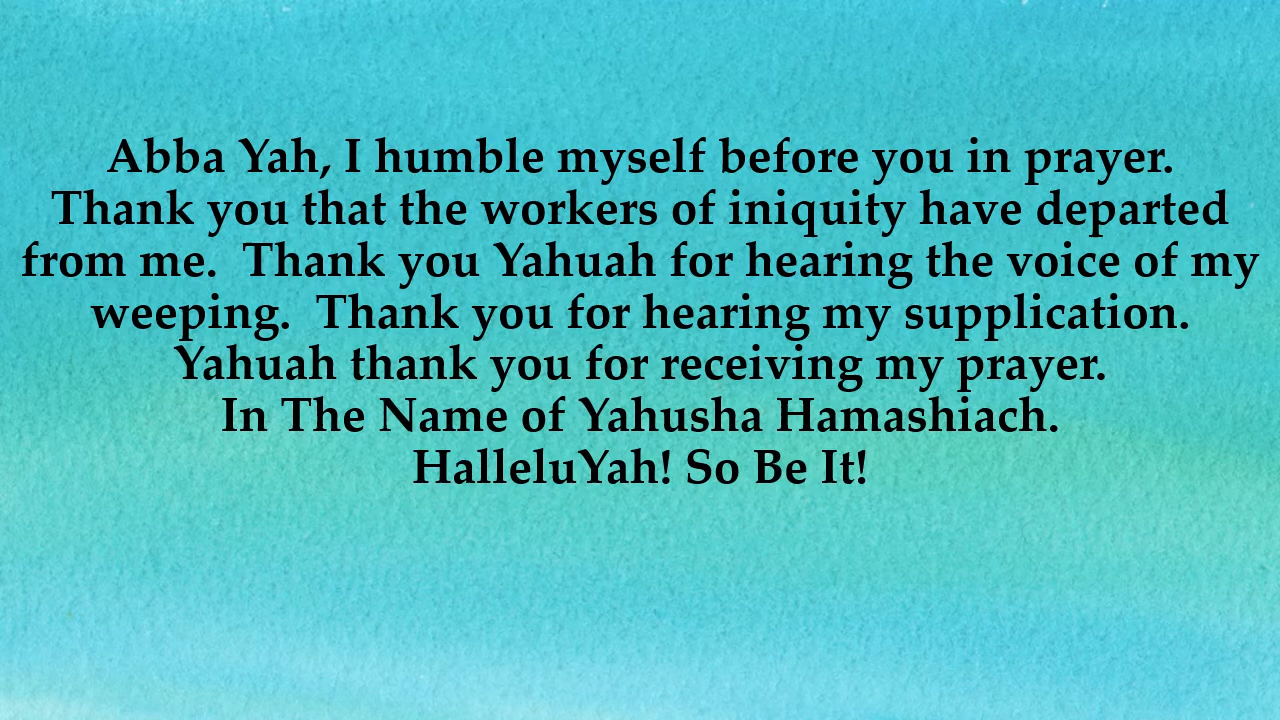 Abba Yah, I humble myself before you in prayer.
Thank you that the workers of iniquity have departed
from me.  Thank you Yahuah for hearing the voice of my
weeping.  Thank you for hearing my supplication.
Yahuah thank you for receiving my prayer.
In The Name of Yahusha Hamashiach.
HalleluYah! So Be It!